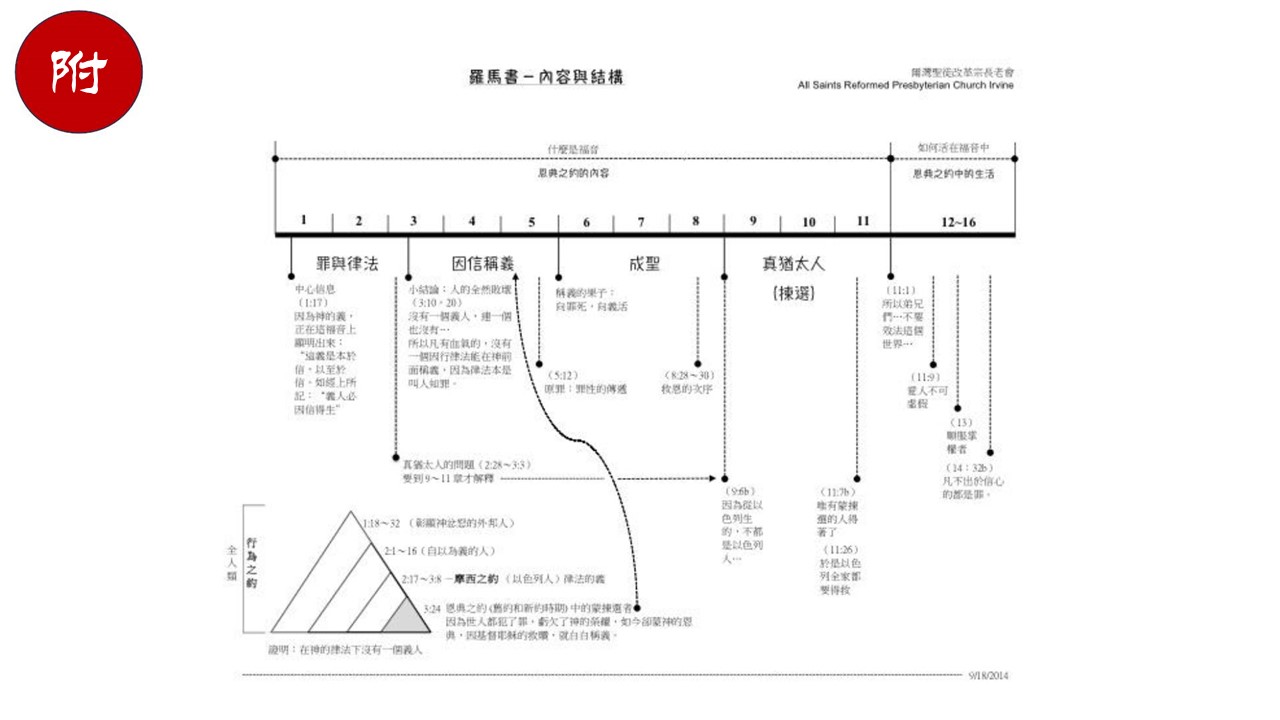 附
羅馬書－內容與結構
爾灣聖徒改革宗長老會
All Saints Reformed Presbyterian Church Irvine
什麼是福音
如何活在福音中
恩典之約的內容
恩典之約中的生活
1 2 3 4 5 6 7 8 9 10 11 12~16
罪與律法
因信稱義
成聖
真猶太人
(揀選)
中心信息
（1:17）
因為神的義，
正在這福音上
顯明出來：
“這義是本於
信，以至於
信。如經上所
記：“義人必
因信得生”
小結論：人的全然敗壞
（3:10，20）
沒有一個義人，連一個
也沒有…
所以凡有血氣的，沒有
一個因行律法能在神前
面稱義，因為律法本是
叫人知罪。
稱義的果子：
向罪死，向義活
（5:12）
原罪：罪性的傳遞
（8:28～30）
救恩的次序
（11:1）
所以弟兄
們…不要
效法這個
世界…
（11:9）
愛人不可
虛假
（13）
順服掌
權者
（14：32b）
凡不出於信心
的都是罪。
真猶太人的問題（2:28～3:3）
要到9～11章才解釋
（9:6b）
因為從以
色列生
的，不都
是以色列
人…
（11:7b）
唯有蒙揀
選的人得
著了
（11:26）
於是以色
列全家都
要得救
全人類
行為之約
1:18～32 （彰顯神忿怒的外邦人）
2:1～16（自以為義的人）
2:17～3:8 －摩西之約 （以色列人）律法的義
3:24 恩典之約 (舊約和新約時期) 中的蒙揀選者
因為世人都犯了罪，虧欠了神的榮耀，如今卻蒙神的恩
典，因基督耶穌的救贖，就白白稱義。
證明：在神的律法下沒有一個義人
9/18/2014